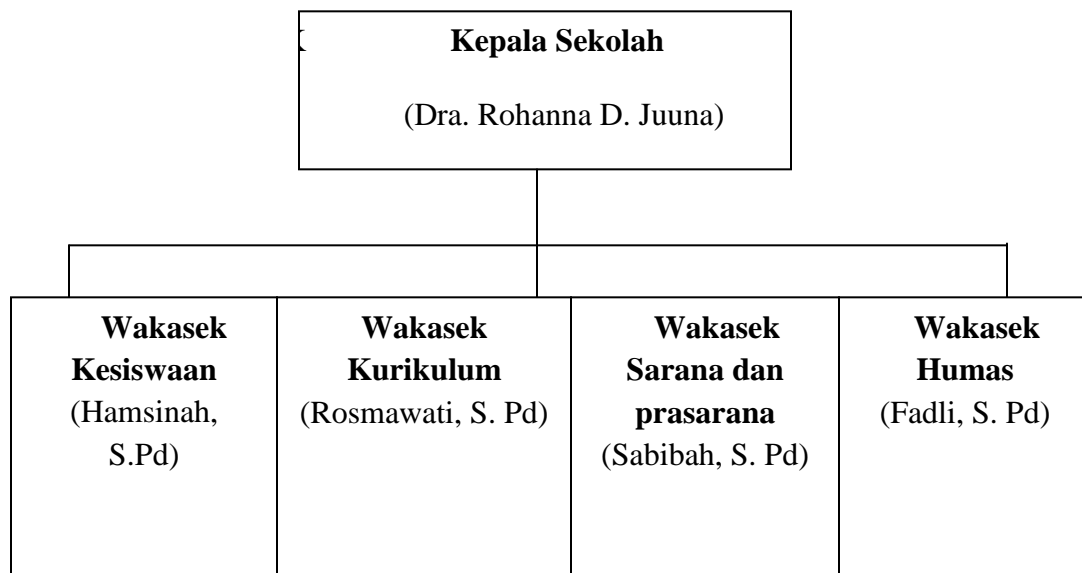 Kepala Sekolah
(Dra. Rohanna D. Juuna)
Wakasek
Kesiswaan
(Hamsinah,
S.Pd)
Wakasek
Kurikulum
(Rosmawati, S. Pd)
Wakasek
Sarana dan
prasarana
(Sabibah, S. Pd)
Wakasek
Humas
(Fadli, S. Pd)